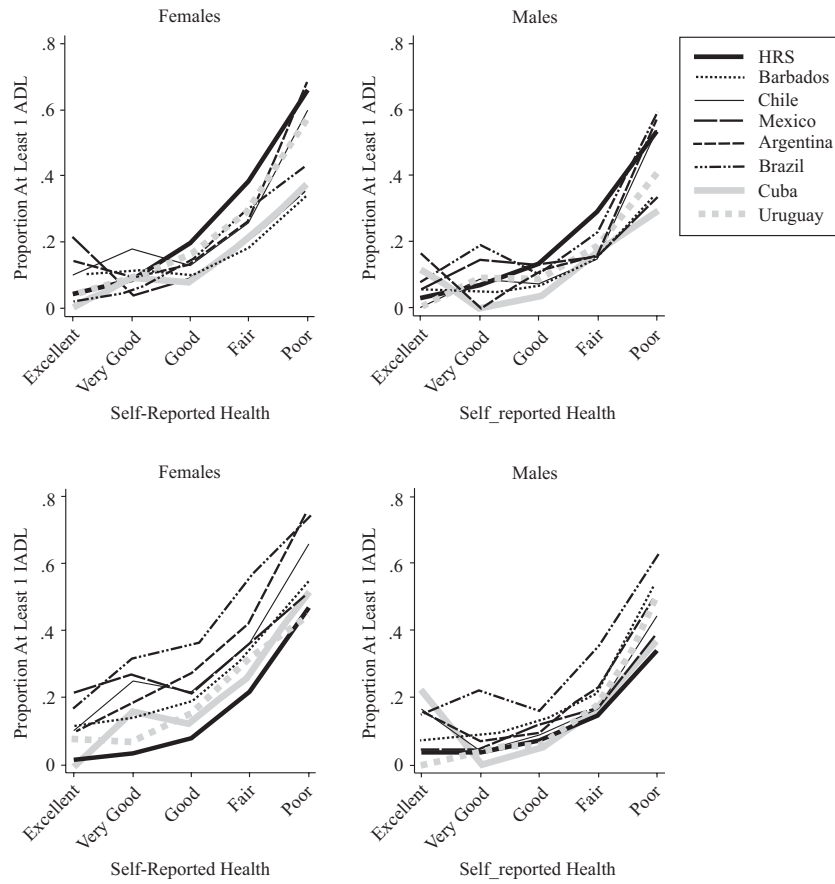 Females
Proportion At Least 1 ADL
.8
.6
.4
.2
0
Excellent
Very Good
Good
Fair
Poor
Self-Reported Health
Males
Proportion At Least 1 ADL
.8
.6
.4
.2
0
Excellent
Very Good
Good
Fair
Poor
Self_reported Health
HRS
Barbados
Chile
Mexico
Argentina
Brazil
Cuba
Uruguay
Females
Proportion At Least 1 IADL
.8
.6
.4
.2
0
Excellent
Very Good
Good
Fair
Poor
Self-Reported Health
Males
Proportion At Least 1 IADL
.8
.6
.4
.2
0
Excellent
Very Good
Good
Fair
Poor
Self_reported Health